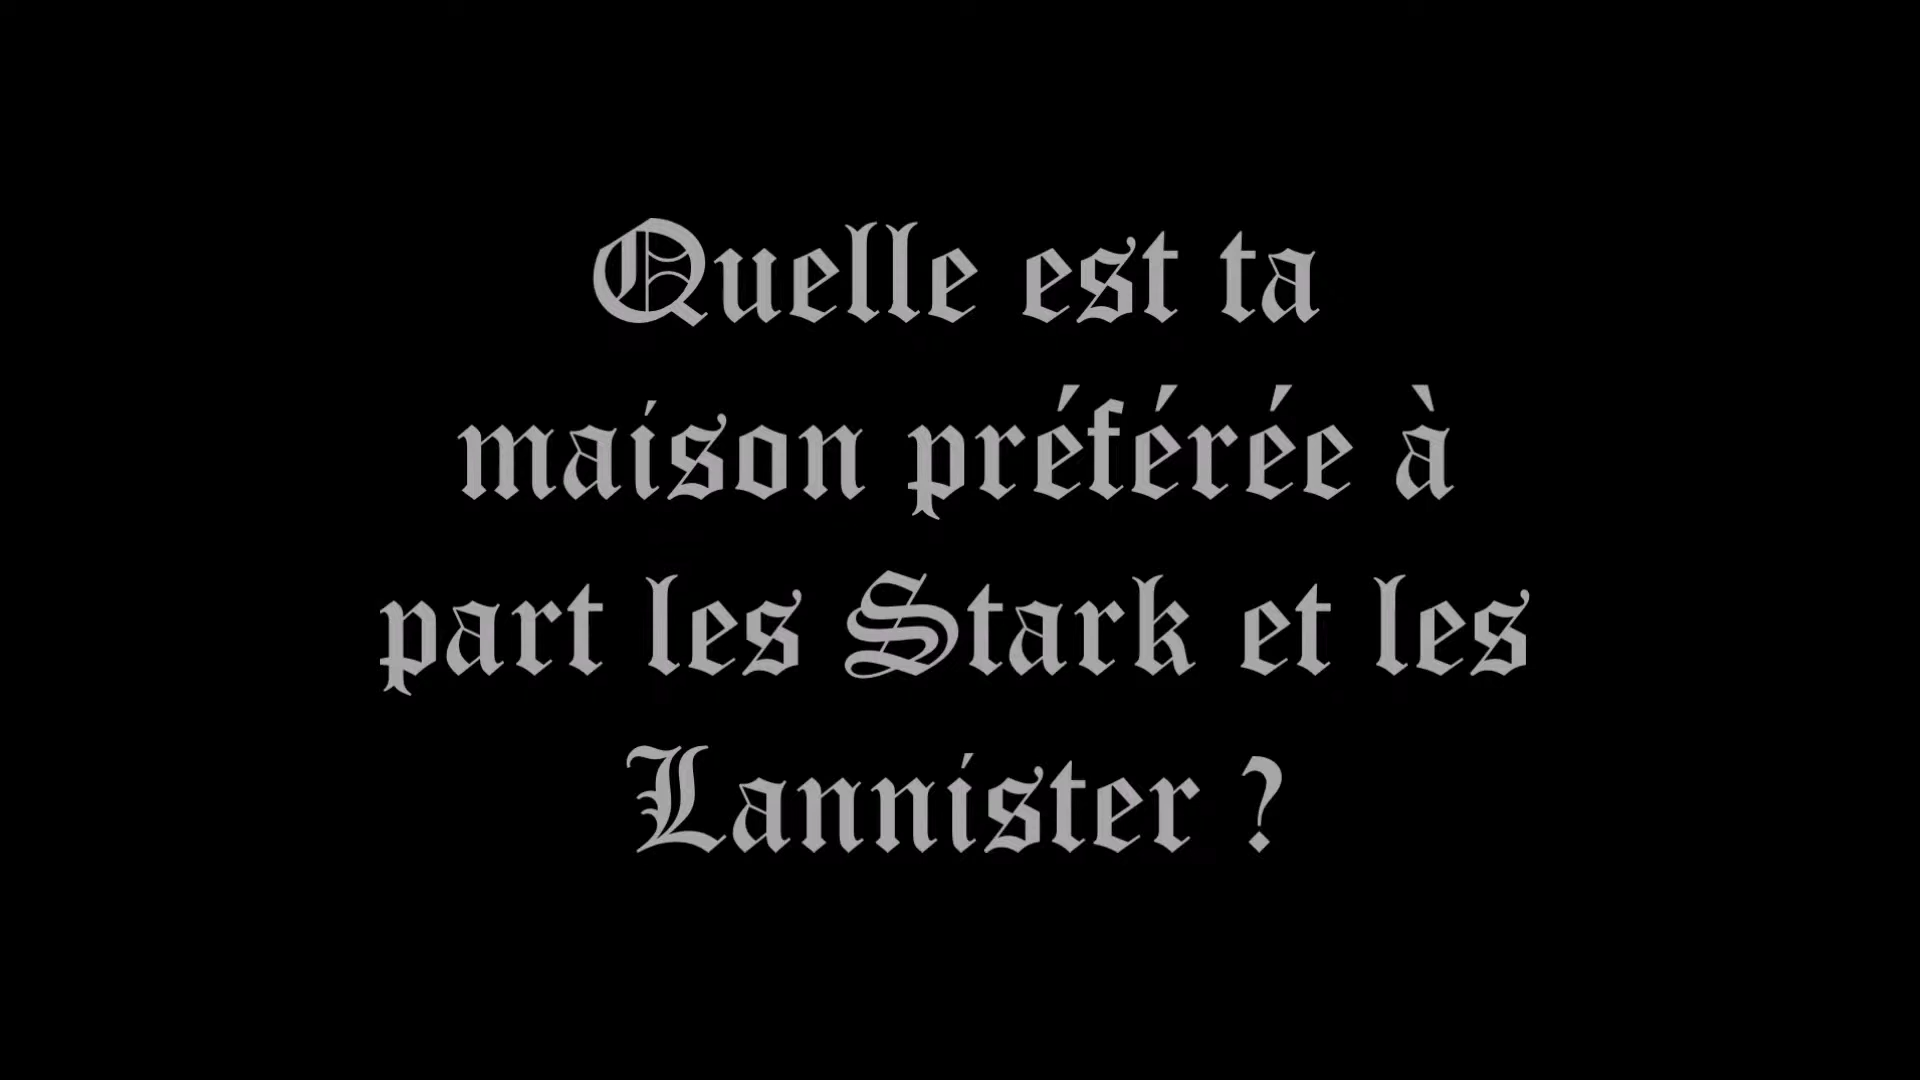 Quelle est ta
maison préférée à
part les Stark et les
Lannister ?